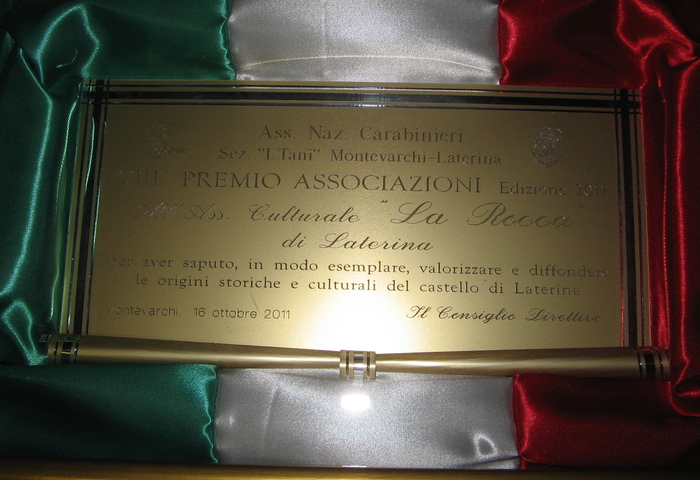 Ass. Naz. Carabinieri
Sez. "I.Tani" Montevarchi-Laterina
PREMIO ASSOCIAZIONI Edizione 2011
All' Ass. Culturale "La Rocca"
di Laterina
per aver saputo, in modo esemplare, valorizzare e diffondere
le origini storiche e culturali del castello di Laterina
Montevarchi, 16 ottobre 2011
Il Consiglio Direttivo